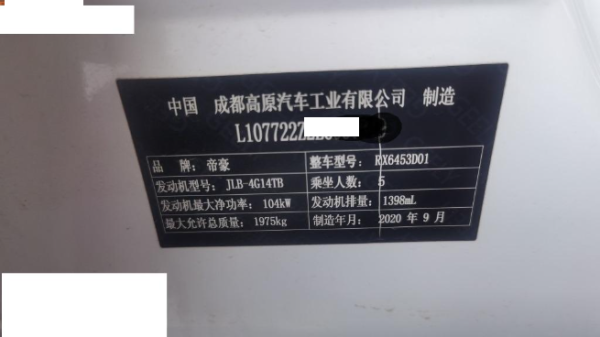 中国 成都高原汽车工业有限公司 制造
L107722Z
品 牌: 帝豪 整车型号: RX6453D01
发动机型号: JLB-4G14TB 乘坐人数: 5
发动机最大净功率: 104kW 发动机排量: 1398mL
最大允许总质量: 1975kg 制造年月: 2020 年 9 月